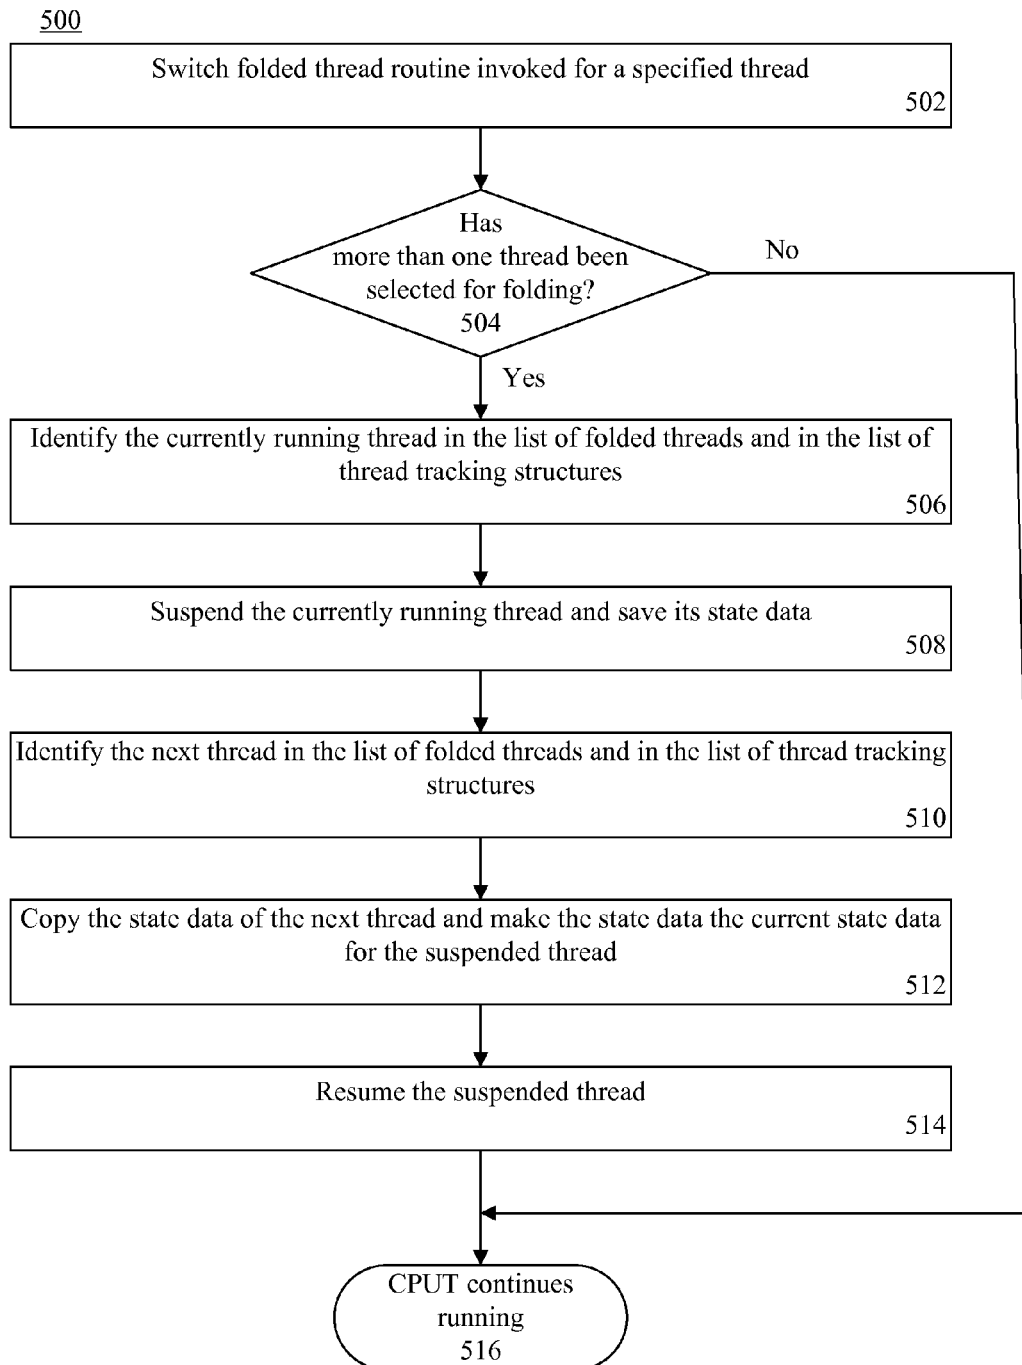 500
Switch folded thread routine invoked for a specified thread
502
Has
more than one thread been
selected for folding?
504
No
Yes
Identify the currently running thread in the list of folded threads and in the list of
thread tracking structures
506
Suspend the currently running thread and save its state data
508
Identify the next thread in the list of folded threads and in the list of thread tracking
structures
510
Copy the state data of the next thread and make the state data the current state data
for the suspended thread
512
Resume the suspended thread
514
CPUT continues
running
516